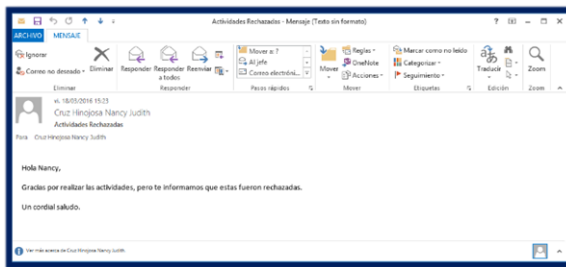 Actividades Rechazadas - Mensaje (Texto sin formato)
ARCHIVO MENSAJE
Ignorar
Correo no deseado
Eliminar
Responder Responder a todos Reenviar
Mover a: ?
Al jefe
Correo electróni...
Mover
Reglas
OneNote
Acciones
Marcar como no leído
Categorizar
Seguimiento
Traducir
Zoom
Eliminar Responder Pasos rápidos Mover Etiquetas Edición Zoom
vi. 18/03/2016 15:23
Cruz Hinojosa Nancy Judith
Actividades Rechazadas
Para Cruz Hinojosa Nancy Judith
Hola Nancy,
Gracias por realizar las actividades, pero te informamos que estas fueron rechazadas.
Un cordial saludo.
Ver más acerca de Cruz Hinojosa Nancy Judith.